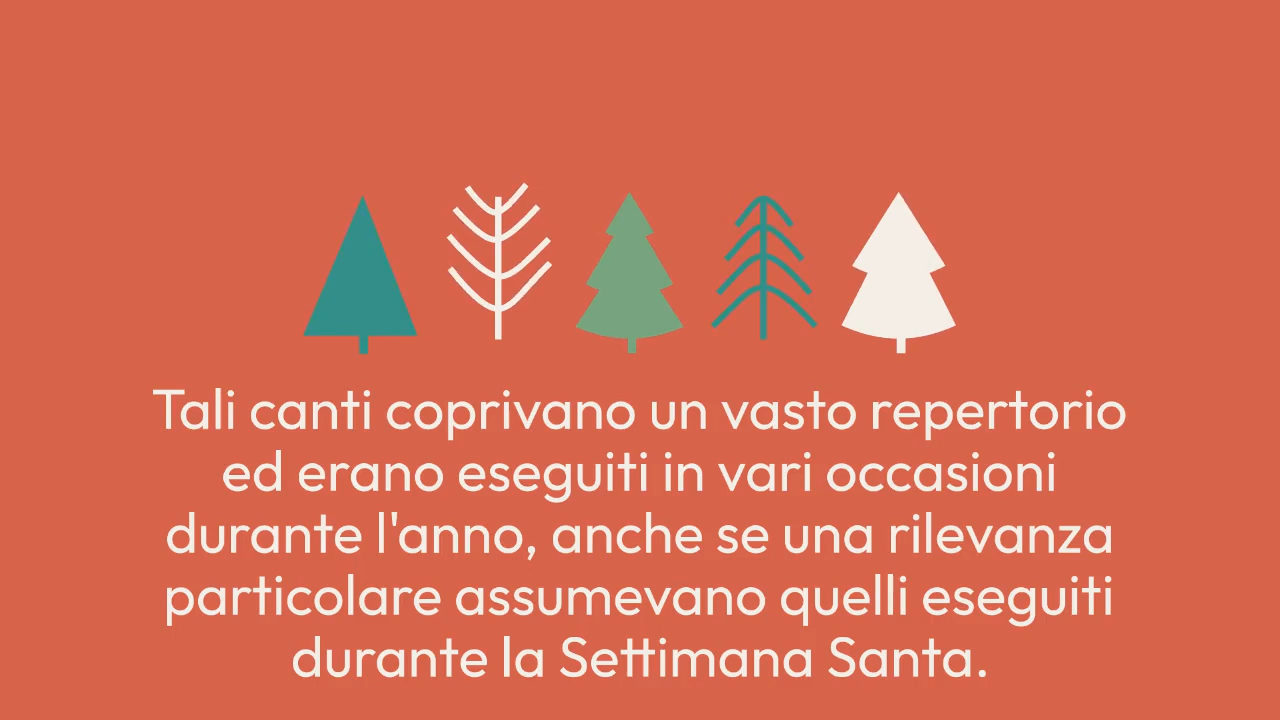 Tali canti coprivano un vasto repertorio
ed erano eseguiti in vari occasioni
durante l'anno, anche se una rilevanza
particolare assumevano quelli eseguiti
durante la Settimana Santa.